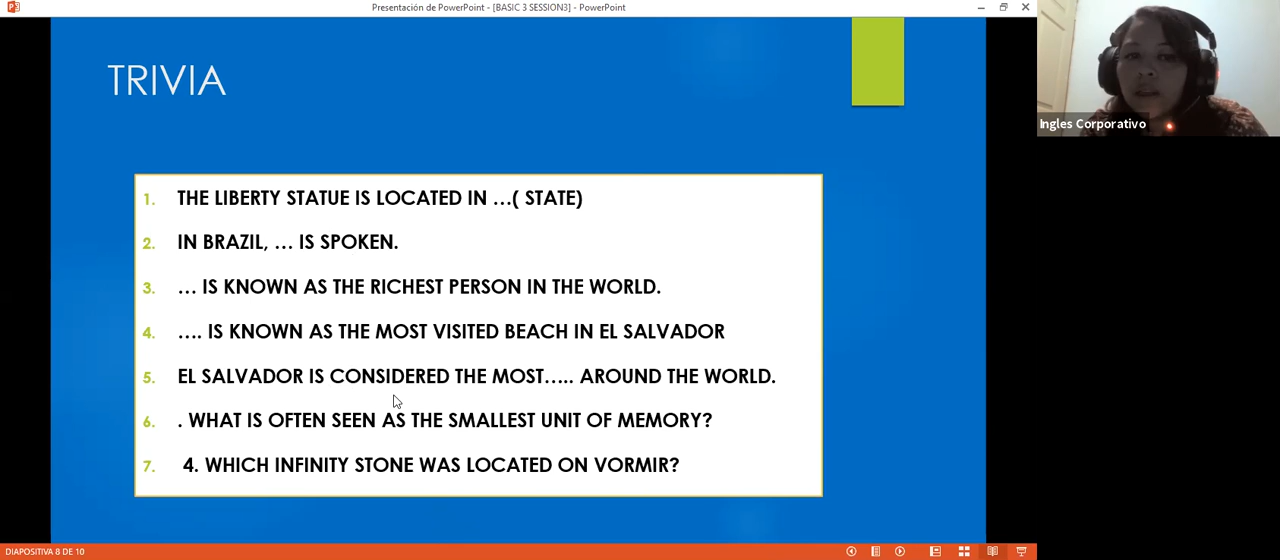 Presentación de PowerPoint - [BASIC 3 SESSION3] - PowerPoint
TRIVIA
1. THE LIBERTY STATUE IS LOCATED IN …( STATE)
2. IN BRAZIL, … IS SPOKEN.
3. … IS KNOWN AS THE RICHEST PERSON IN THE WORLD.
4. …. IS KNOWN AS THE MOST VISITED BEACH IN EL SALVADOR
5. EL SALVADOR IS CONSIDERED THE MOST….. AROUND THE WORLD.
6. . WHAT IS OFTEN SEEN AS THE SMALLEST UNIT OF MEMORY?
7. 4. WHICH INFINITY STONE WAS LOCATED ON VORMIR?
Ingles Corporativo
DIAPOSITIVA 8 DE 10